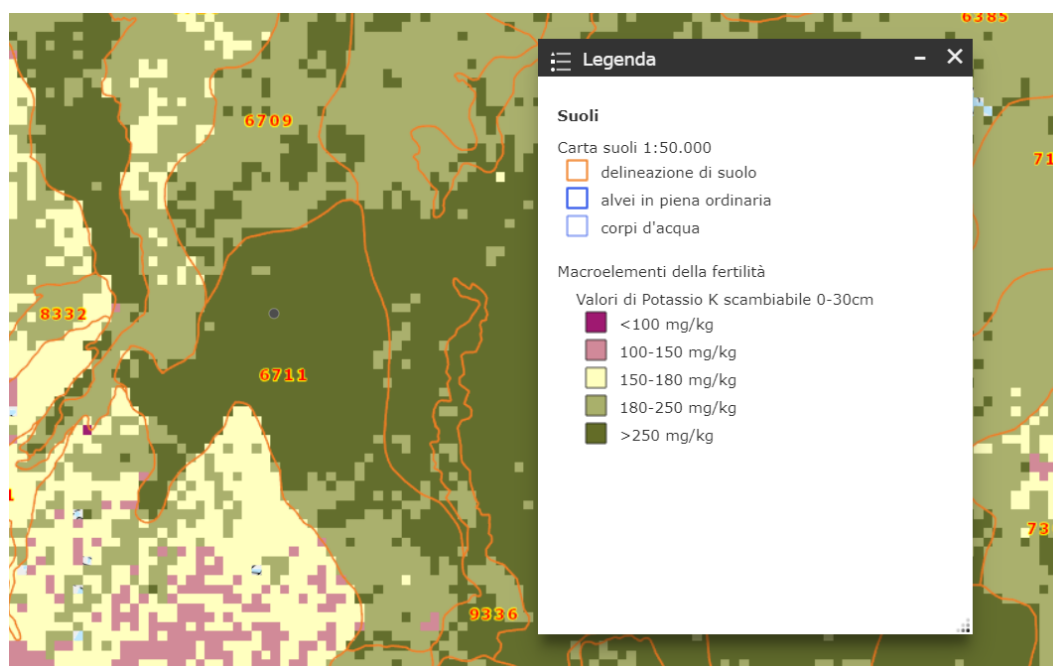 6385
Legenda
6709
Suoli
Carta suoli 1:50.000
delineazione di suolo
alvei in piena ordinaria
corpi d'acqua
Macroelementi della fertilità
Valori di Potassio K scambiabile 0-30cm
8332
<100 mg/kg
100-150 mg/kg
6711
150-180 mg/kg
180-250 mg/kg
>250 mg/kg
9336